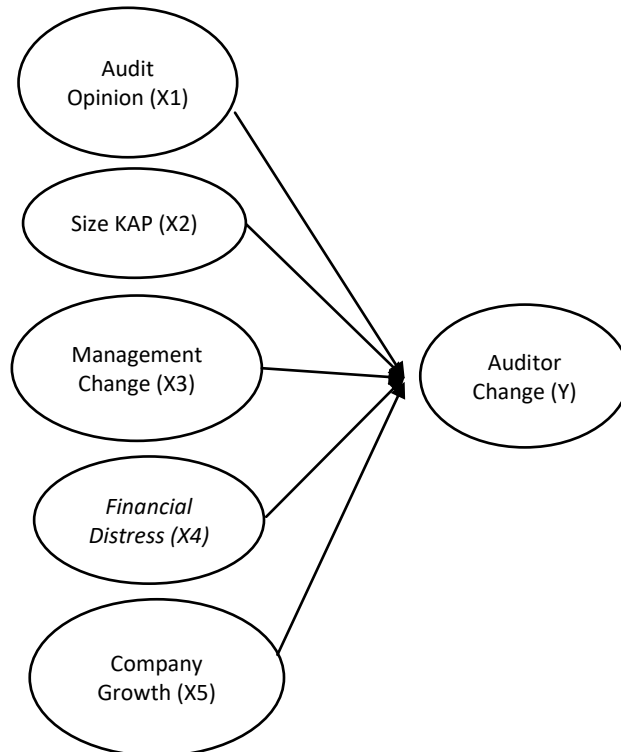 Audit
Opinion (X1)
Size KAP (X2)
Management
Change (X3)
Auditor
Change (Y)
Financial
Distress (X4)
Company
Growth (X5)